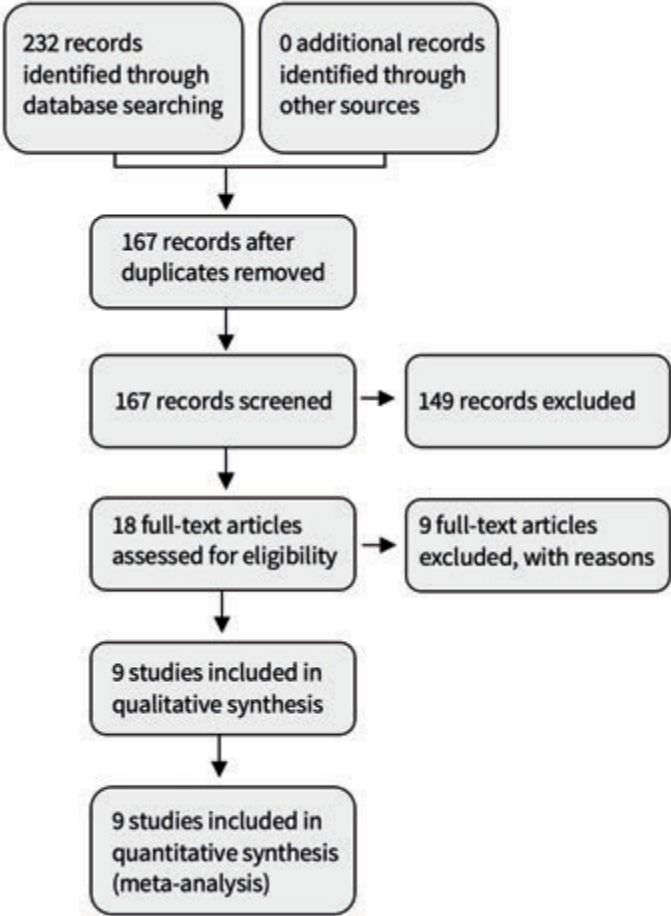 232 records
identified through
database searching
0 additional records
identified through
other sources
167 records after
duplicates removed
167 records screened
149 records excluded
18 full-text articles
assessed for eligibility
9 full-text articles
excluded, with reasons
9 studies included in
qualitative synthesis
9 studies included in
quantitative synthesis
(meta-analysis)